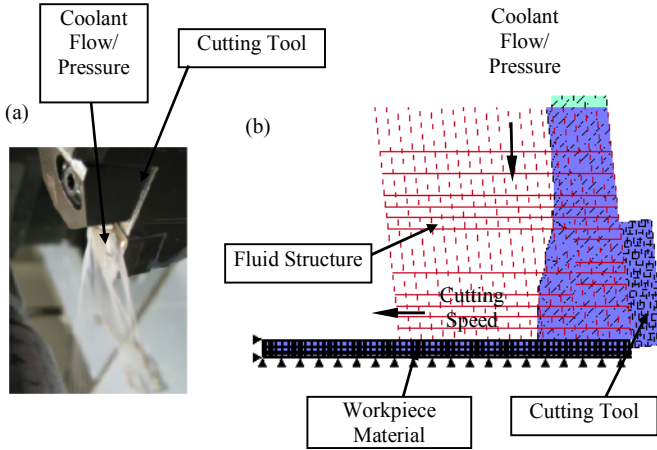 Coolant
Flow/
Pressure
Cutting Tool
(a)
Coolant
Flow/
Pressure
(b)
Fluid Structure
Cutting
Speed
Workpiece
Material
Cutting Tool